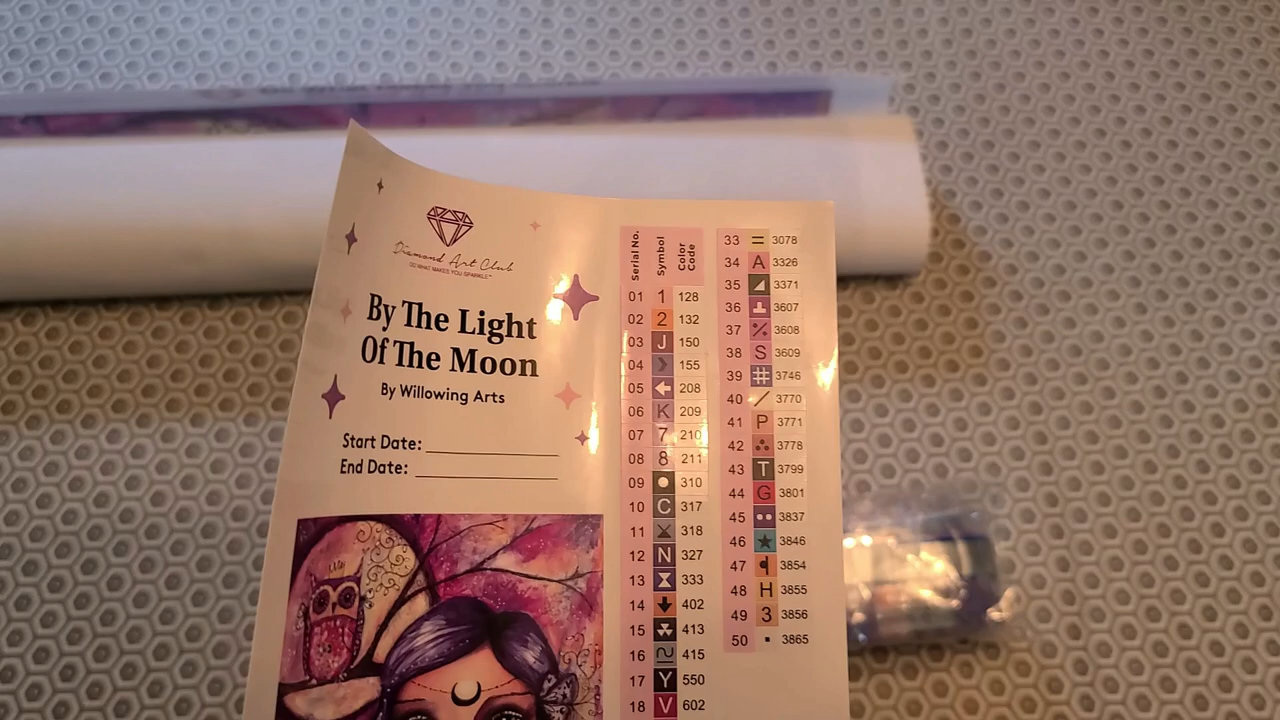 Diamond Art Club
DO WHAT MAKES YOU SPARKLE™
By The Light
Of The Moon
By Willowing Arts
Start Date:
End Date:
Serial No. Symbol Color Code
01 1 128
02 2 132
03 J 150
04 155
05 208
06 K 209
07 7 210
08 8 211
09 310
10 C 317
11 318
12 N 327
13 333
14 402
15 413
16 415
17 Y 550
18 V 602
33 = 3078
34 A 3326
35 3371
36 3607
37 3608
38 S 3609
39 # 3746
40 / 3770
41 P 3771
42 3778
43 T 3799
44 G 3801
45 3837
46 ★ 3846
47 3854
48 H 3855
49 3 3856
50 3865